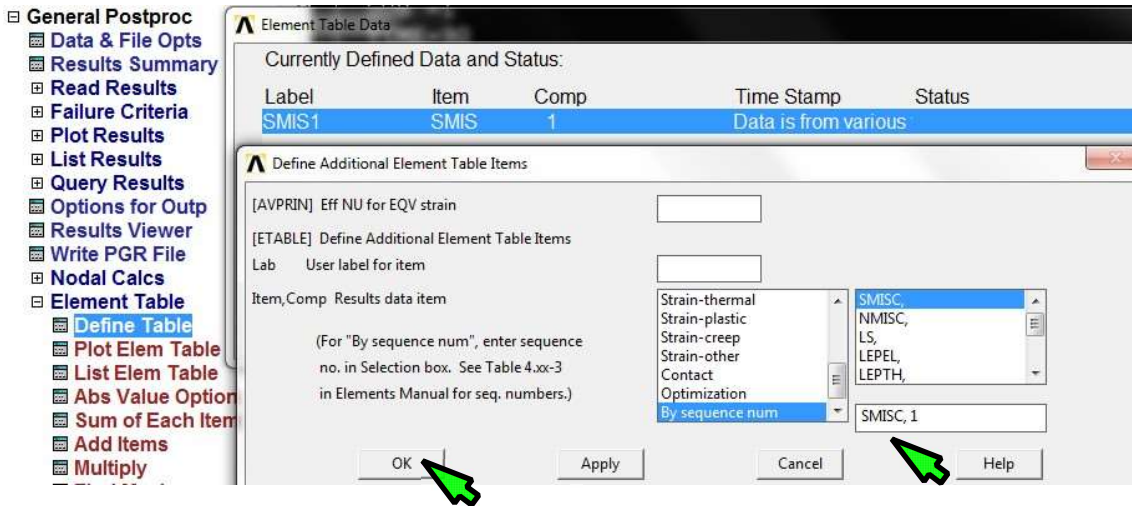 General Postproc
Data & File Opts
Results Summary
Read Results
Failure Criteria
Plot Results
List Results
Query Results
Options for Outp
Results Viewer
Write PGR File
Nodal Calcs
Element Table
Define Table
Plot Elem Table
List Elem Table
Abs Value Option
Sum of Each Item
Add Items
Multiply
Element Table Data
Currently Defined Data and Status:
Label Item Comp Time Stamp Status
SMIS1 SMIS 1 Data is from various
Define Additional Element Table Items
[AVPRIN] Eff NU for EQV strain
[ETABLE] Define Additional Element Table Items
Lab User label for item
Item,Comp Results data item
(For "By sequence num", enter sequence
no. in Selection box. See Table 4.xx-3
in Elements Manual for seq. numbers.)
Strain-thermal
Strain-plastic
Strain-creep
Strain-other
Contact
Optimization
By sequence num
SMISC,
NMISC,
LS,
LEPEL,
LEPTH,
SMISC, 1
OK Apply Cancel Help